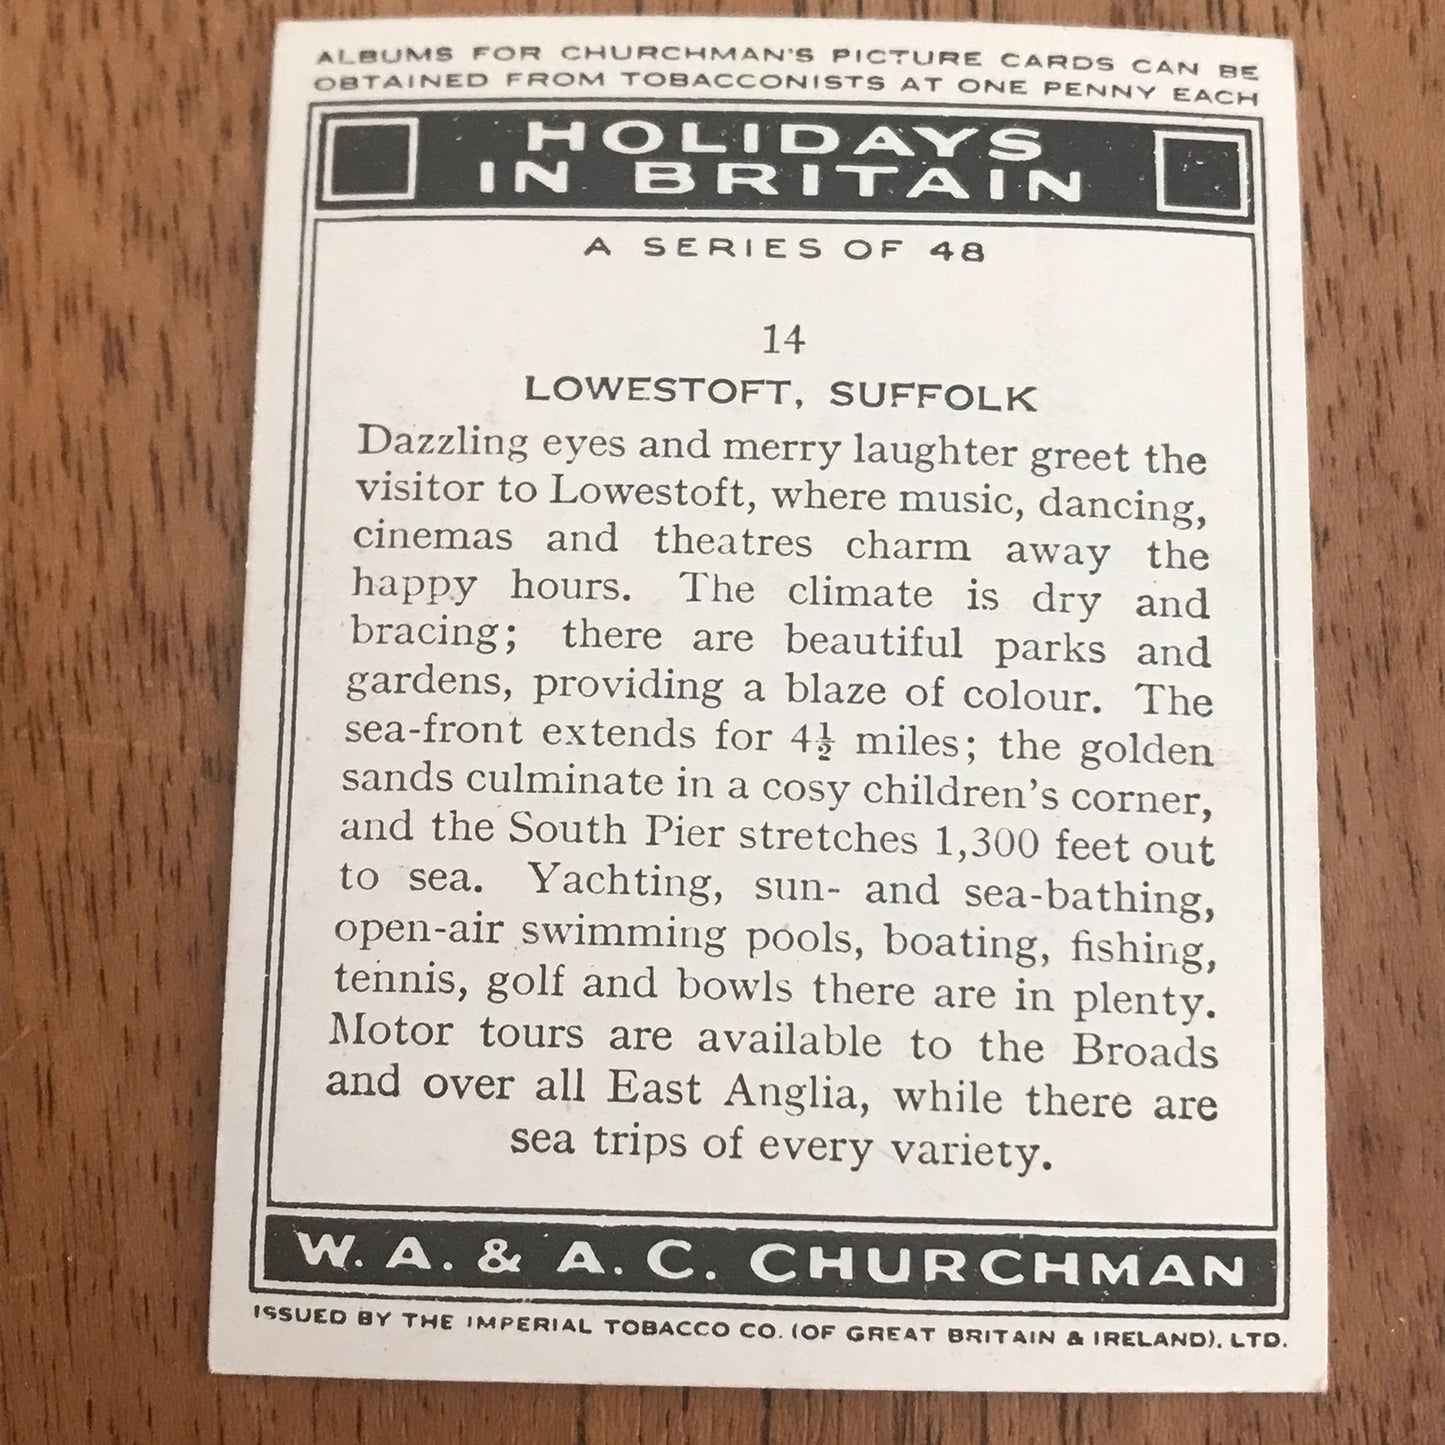 ALBUMS FOR CHURCHMAN'S PICTURE CARDS CAN BE
OBTAINED FROM TOBACCONISTS AT ONE PENNY EACH
HOLIDAYS
IN BRITAIN
A SERIES OF 48
14
LOWESTOFT, SUFFOLK
Dazzling eyes and merry laughter greet the
visitor to Lowestoft, where music, dancing,
cinemas and theatres charm away the
happy hours. The climate is dry and
bracing; there are beautiful parks and
gardens, providing a blaze of colour. The
sea-front extends for 4½ miles; the golden
sands culminate in a cosy children's corner,
and the South Pier stretches 1,300 feet out
to sea. Yachting, sun- and sea-bathing,
open-air swimming pools, boating, fishing,
tennis, golf and bowls there are in plenty.
Motor tours are available to the Broads
and over all East Anglia, while there are
sea trips of every variety.
W. A. & A. C. CHURCHMAN
ISSUED BY THE IMPERIAL TOBACCO CO. (OF GREAT BRITAIN & IRELAND), LTD.